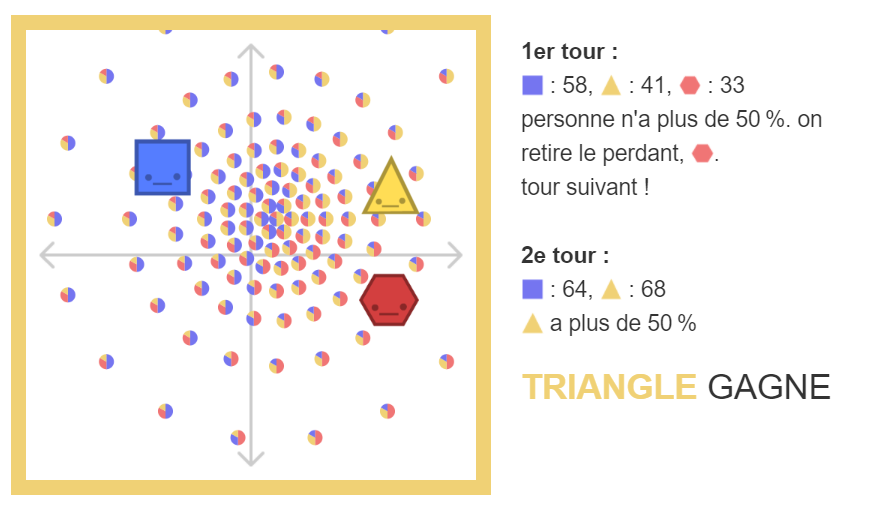 1er tour :
: 58, : 41, : 33
personne n'a plus de 50 %. on
retire le perdant, .
tour suivant !
2e tour :
: 64, : 68
a plus de 50 %
TRIANGLE GAGNE